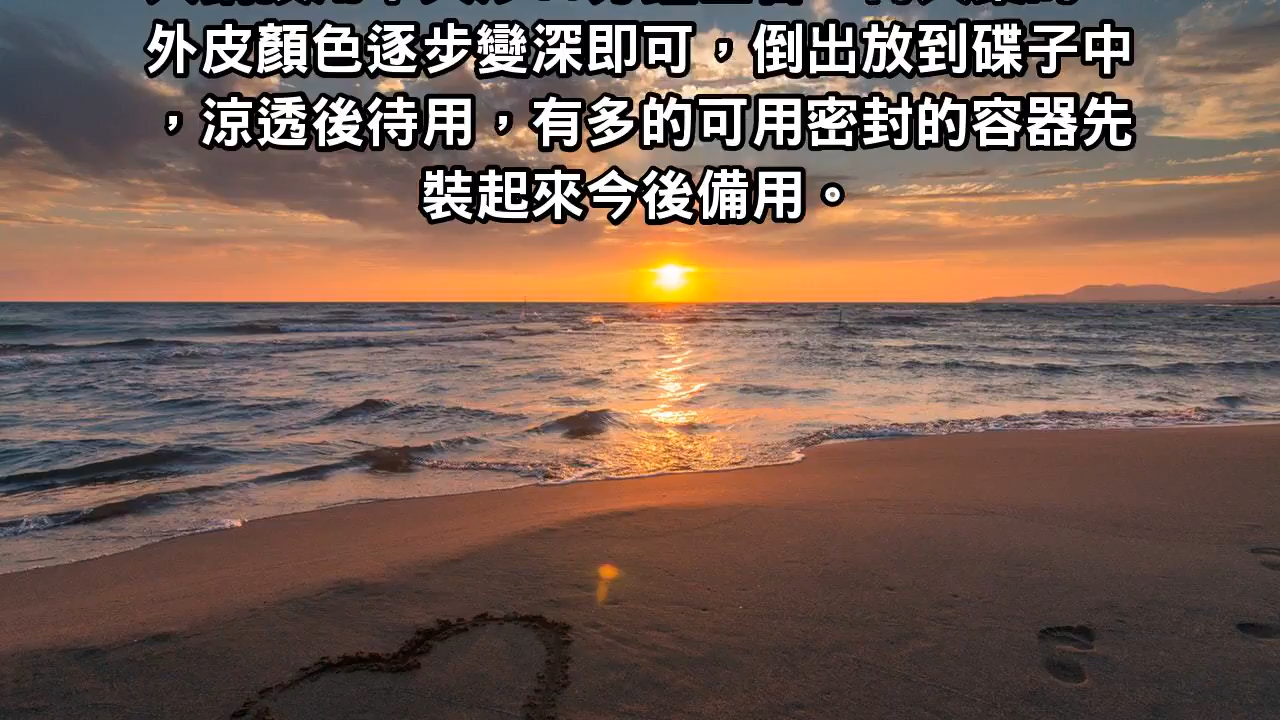 外皮顏色逐步變深即可，倒出放到碟子中
，涼透後待用，有多的可用密封的容器先
裝起來今後備用。